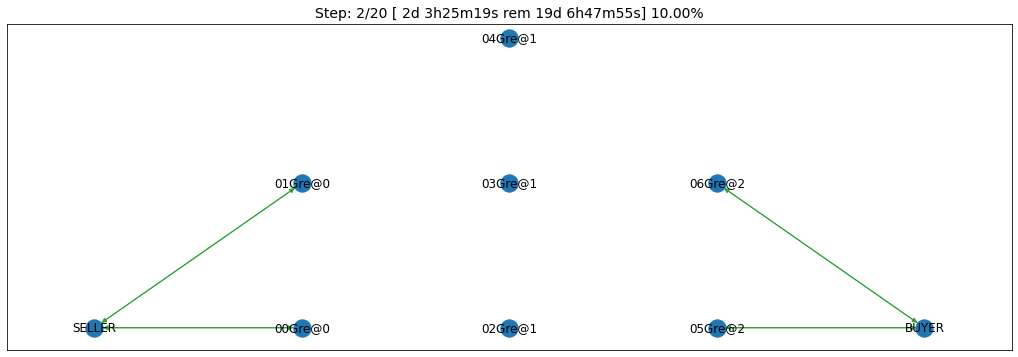 Step: 2/20 [ 2d 3h25m19s rem 19d 6h47m55s] 10.00%
04Gre@1
01Gre@0 03Gre@1 06Gre@2
SELLER 00Gre@0 02Gre@1 05Gre@2 BUYER